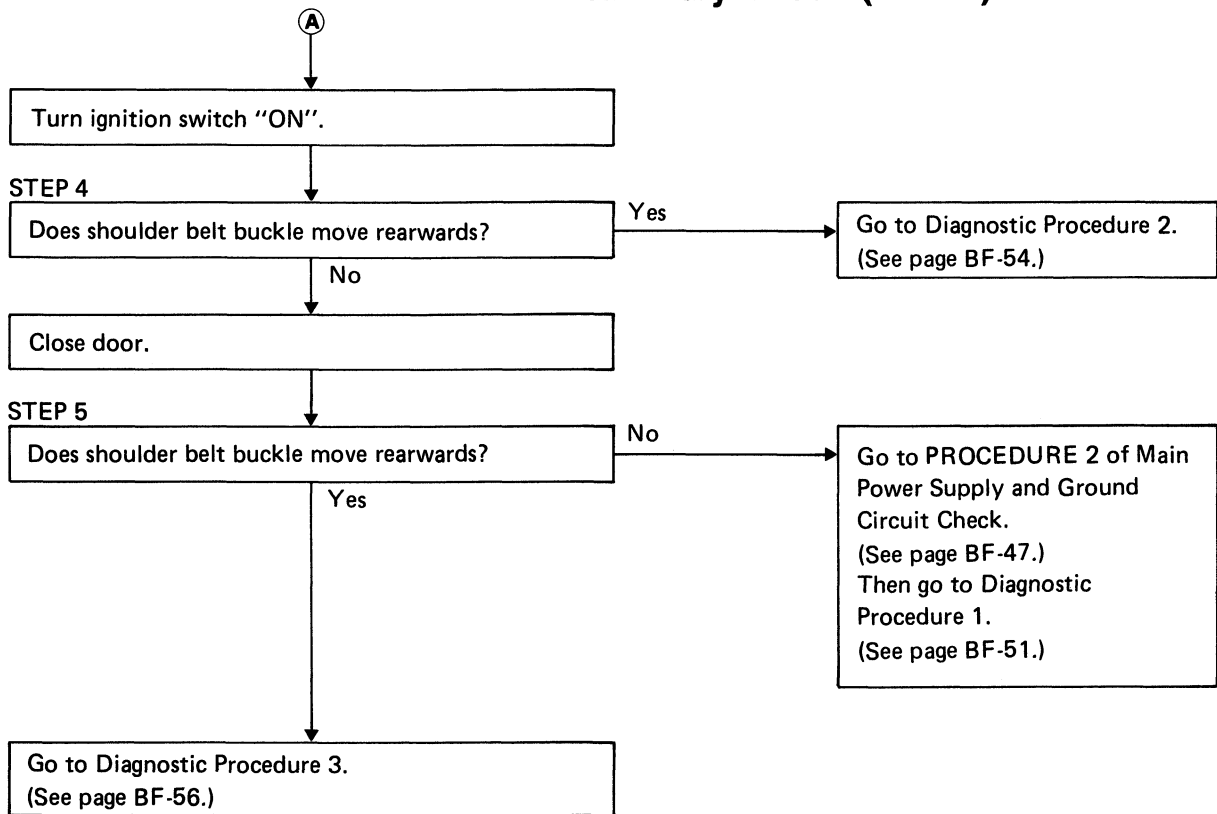 A
Turn ignition switch “ON”.
STEP 4
Does shoulder belt buckle move rearwards?
Yes
Go to Diagnostic Procedure 2.
(See page BF-54.)
No
Close door.
STEP 5
Does shoulder belt buckle move rearwards?
No
Go to PROCEDURE 2 of Main
Power Supply and Ground
Circuit Check.
(See page BF-47.)
Then go to Diagnostic
Procedure 1.
(See page BF-51.)
Yes
Go to Diagnostic Procedure 3.
(See page BF-56.)